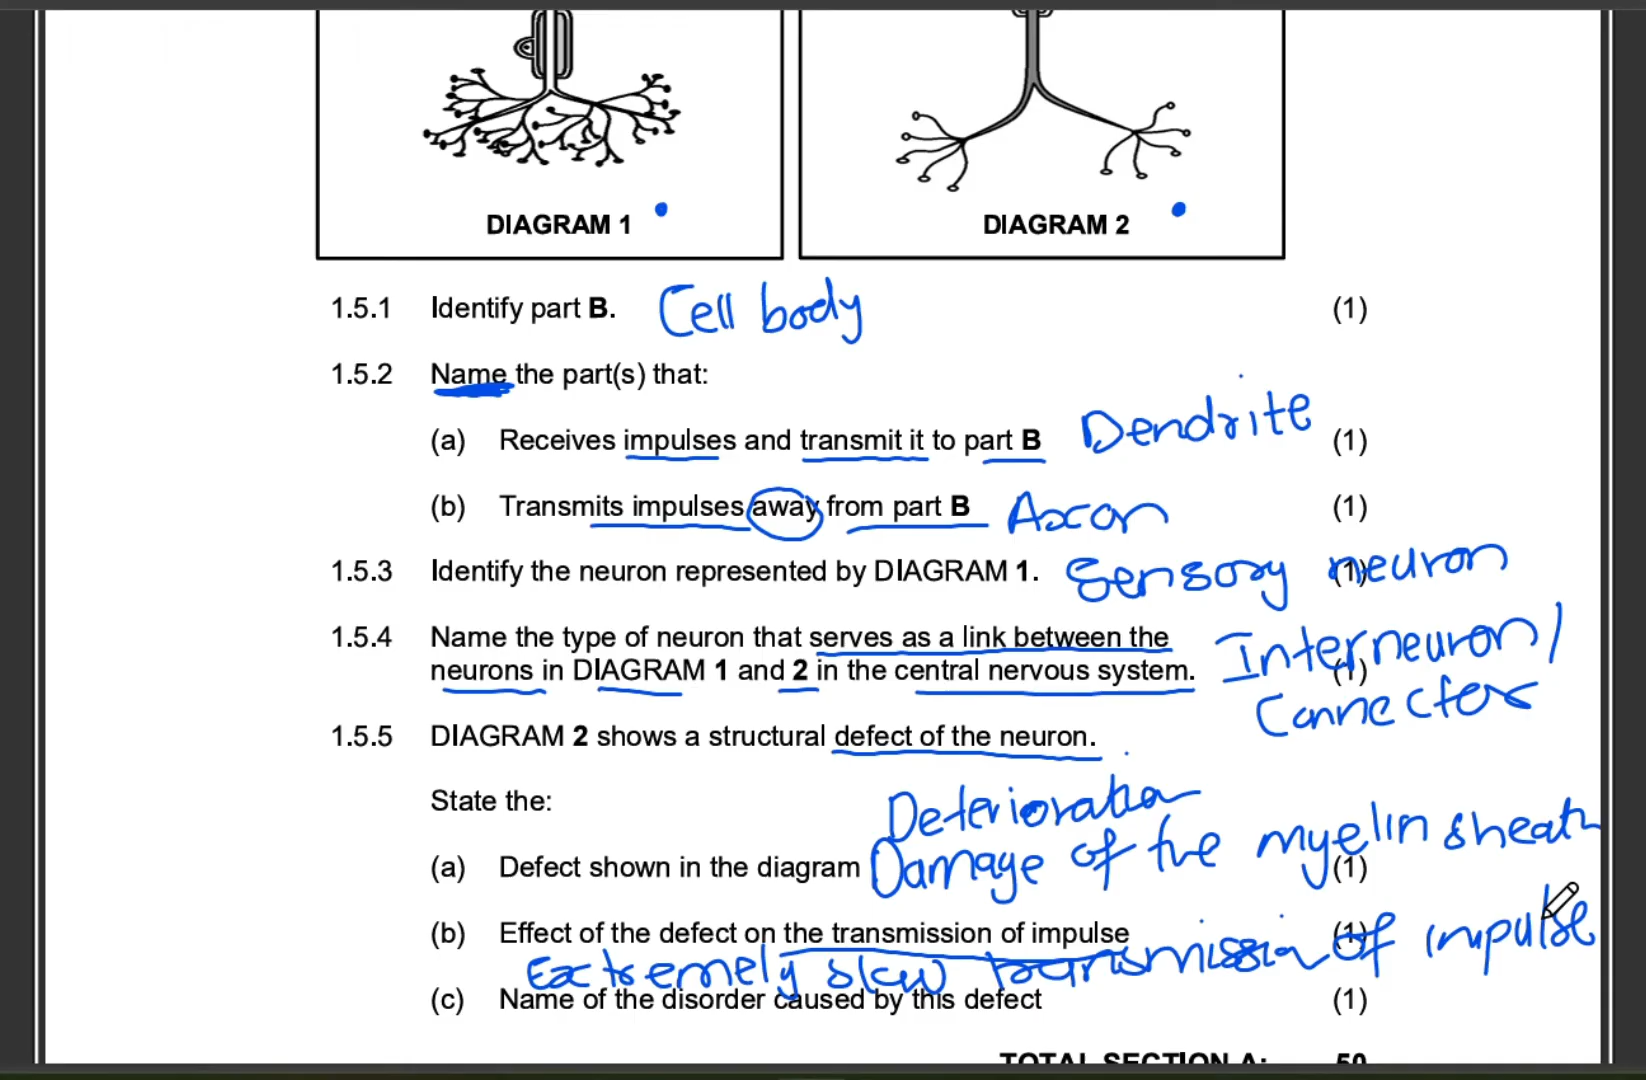 DIAGRAM 1
DIAGRAM 2
1.5.1 Identify part B. Cell body (1)
1.5.2 Name the part(s) that:
(a) Receives impulses and transmit it to part B Dendrite (1)
(b) Transmits impulses away from part B Axon (1)
1.5.3 Identify the neuron represented by DIAGRAM 1. Sensory neuron (1)
1.5.4 Name the type of neuron that serves as a link between the Interneuron/
neurons in DIAGRAM 1 and 2 in the central nervous system. (1)
Connector
1.5.5 DIAGRAM 2 shows a structural defect of the neuron.
State the:
Deterioration
(a) Defect shown in the diagram Damage of the myelin sheath (1)
(b) Effect of the defect on the transmission of impulse (1)
Extremely slow transmission of impulse
(c) Name of the disorder caused by this defect (1)
TOTAL SECTION A: 50